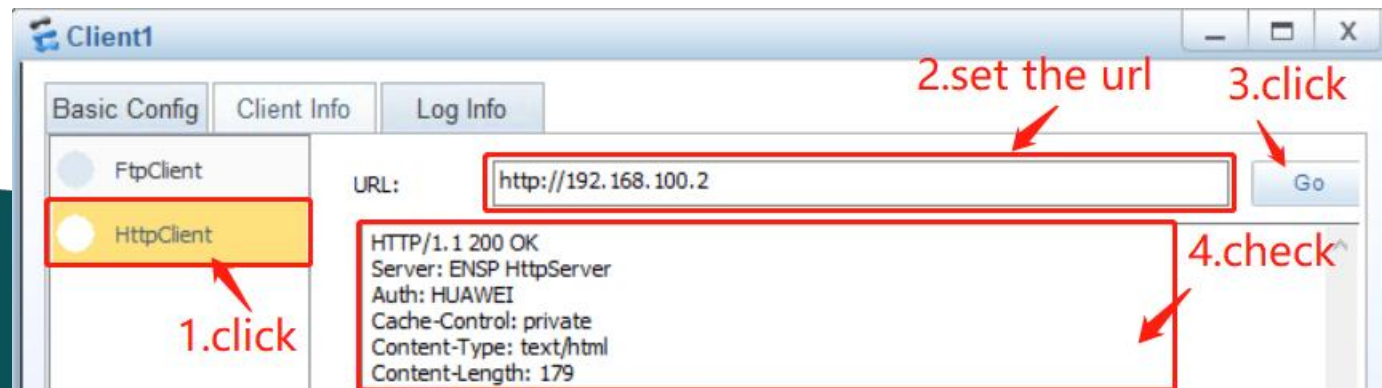 Client1
X
2.set the url
3.click
Basic Config
Client Info
Log Info
FtpClient
URL:
http://192.168.100.2
Go
HttpClient
HTTP/1.1 200 OK
Server: ENSP HttpServer
Auth: HUAWEI
Cache-Control: private
Content-Type: text/html
Content-Length: 179
4.check
1.click